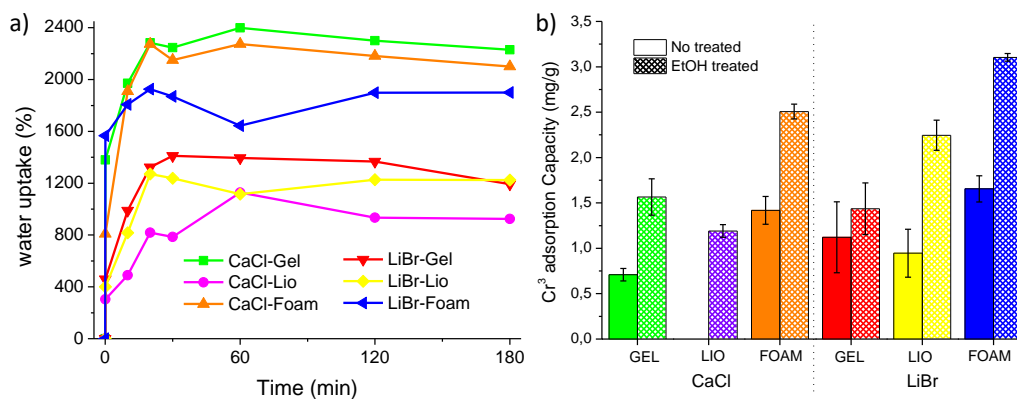 a)
water uptake (%)
2400
2000
1600
1200
800
400
0
0
60
120
180
Time (min)
CaCl-Gel
CaCl-Lio
CaCl-Foam
LiBr-Gel
LiBr-Lio
LiBr-Foam
b)
Cr³ adsorption Capacity (mg/g)
3,5
3,0
2,5
2,0
1,5
1,0
0,5
0,0
No treated
EtOH treated
GEL LIO FOAM GEL LIO FOAM
CaCl LiBr